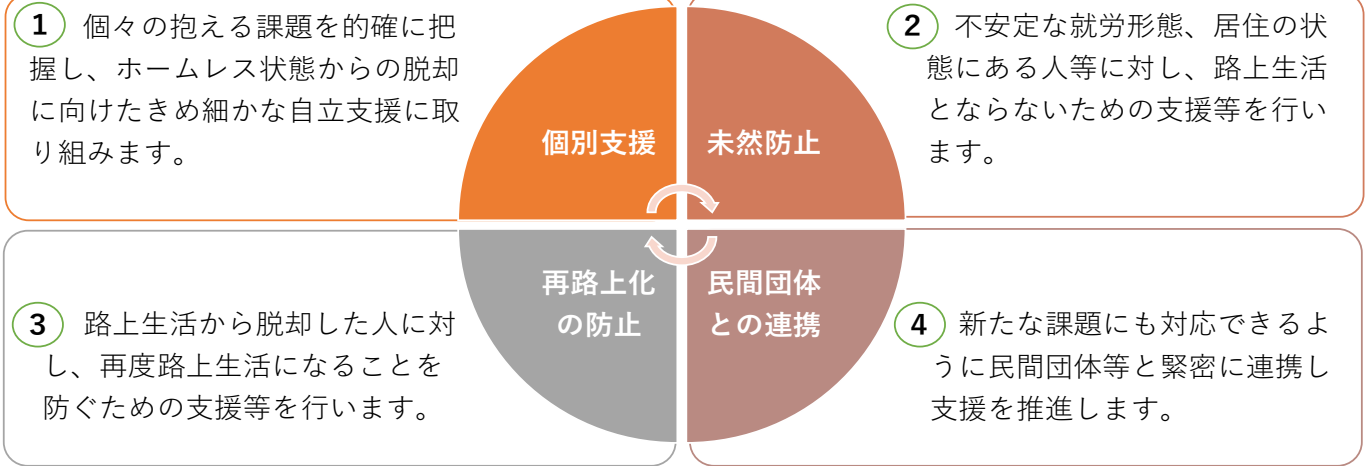 1 個々の抱える課題を的確に把
握し、ホームレス状態からの脱却
に向けたきめ細かな自立支援に取
り組みます。
個別支援
未然防止
2 不安定な就労形態、居住の状
態にある人等に対し、路上生活
とならないための支援等を行い
ます。
3 路上生活から脱却した人に対
し、再度路上生活になることを
防ぐための支援等を行います。
再路上化
の防止
民間団体
との連携
4 新たな課題にも対応できるよ
うに民間団体等と緊密に連携し
支援を推進します。